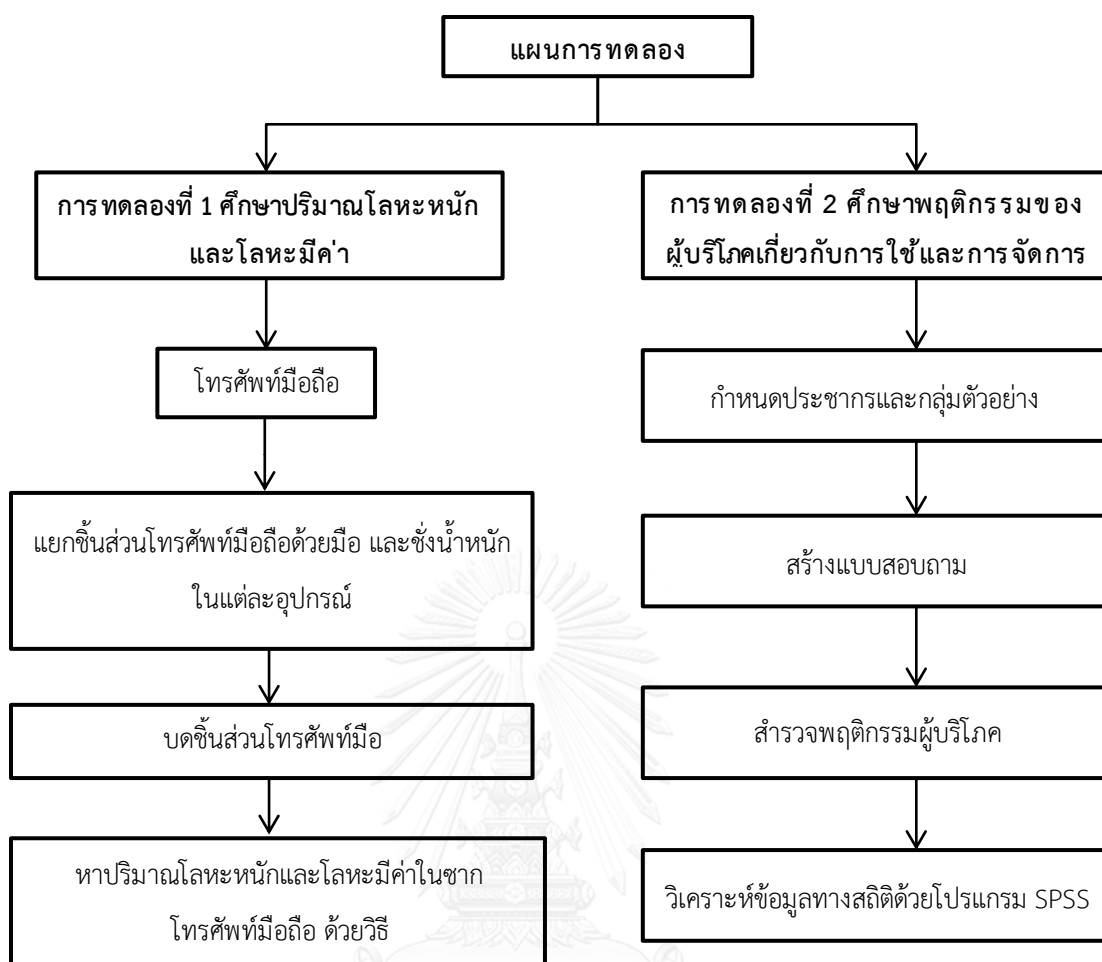 แผนการทดลอง
การทดลองที่ 1 ศึกษาปริมาณโลหะหนัก
และโลหะมีค่า
โทรศัพท์มือถือ
แยกชิ้นส่วนโทรศัพท์มือถือด้วยมือ และชั่งน้ำหนัก
ในแต่ละอุปกรณ์
บดชิ้นส่วนโทรศัพท์มือ
หาปริมาณโลหะหนักและโลหะมีค่าในซาก
โทรศัพท์มือถือ ด้วยวิธี
การทดลองที่ 2 ศึกษาพฤติกรรมของ
ผู้บริโภคเกี่ยวกับการใช้และการจัดการ
กำหนดประชากรและกลุ่มตัวอย่าง
สร้างแบบสอบถาม
สำรวจพฤติกรรมผู้บริโภค
วิเคราะห์ข้อมูลทางสถิติด้วยโปรแกรม SPSS